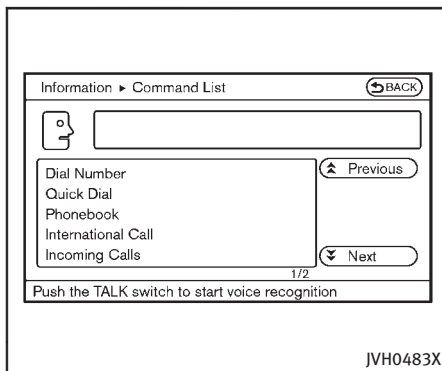 Information ▸ Command List
BACK
Dial Number
Quick Dial
Phonebook
International Call
Incoming Calls
Previous
Next
1/2
Push the TALK switch to start voice recognition
JVH0483X